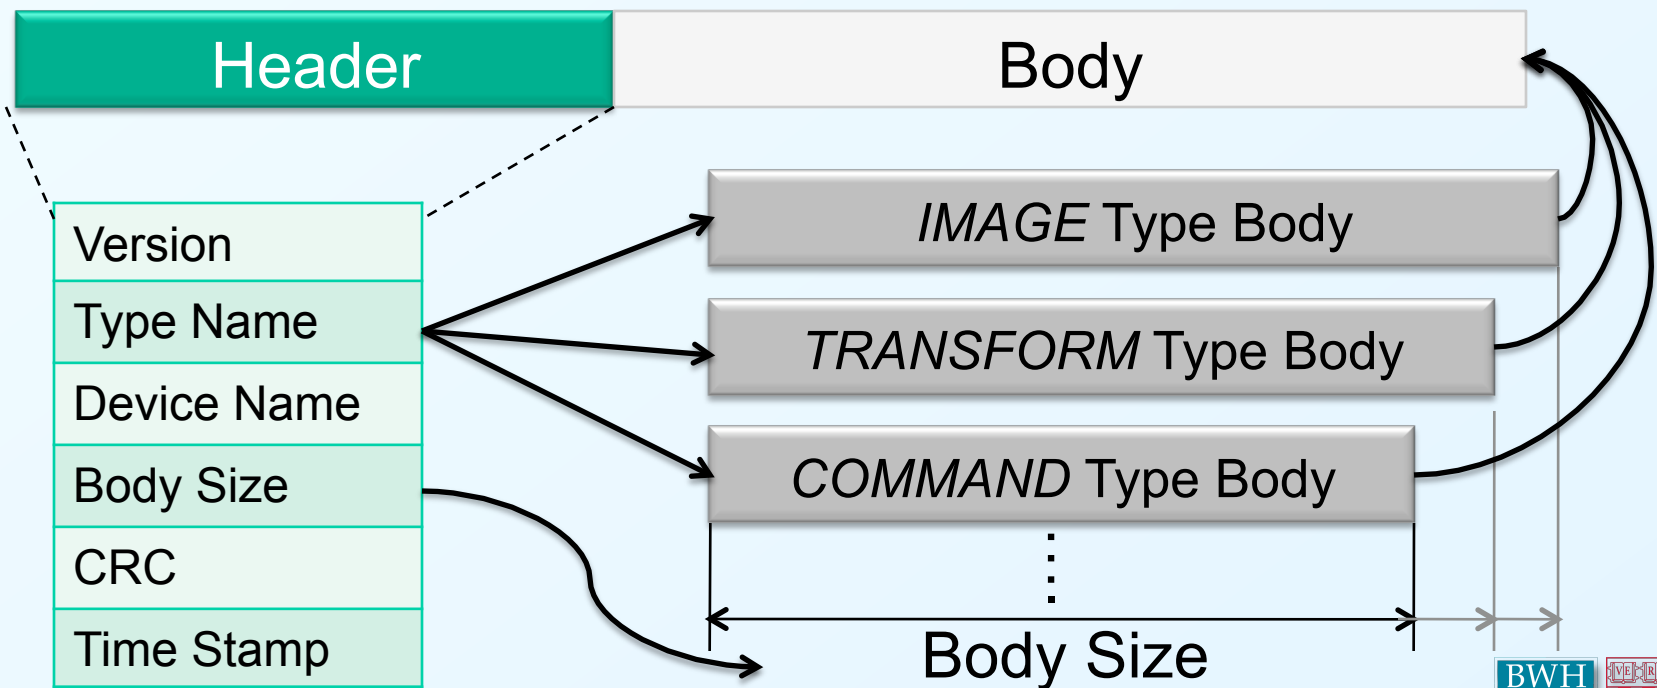 Header
Body
Version
Type Name
Device Name
Body Size
CRC
Time Stamp
IMAGE Type Body
TRANSFORM Type Body
COMMAND Type Body
Body Size
BWH